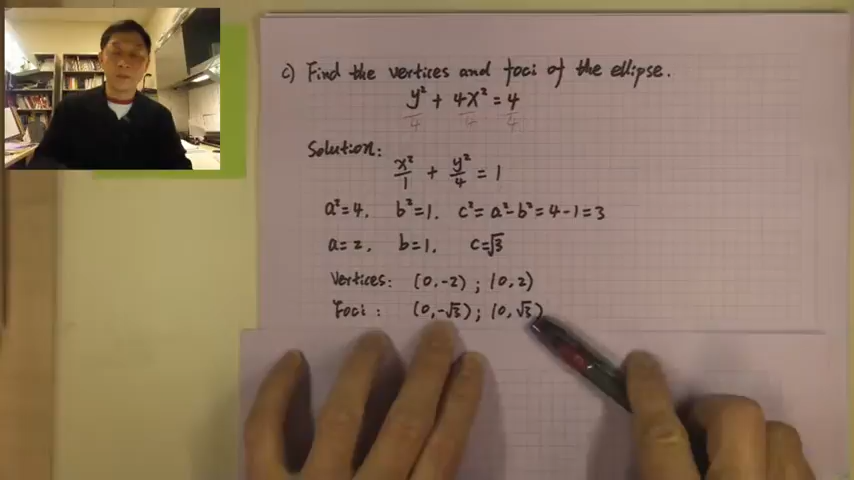 c) Find the vertices and foci of the ellipse.
y²/4 + 4x²/4 = 4/4
Solution:
x²/1 + y²/4 = 1
a²=4, b²=1, c²=a²-b²=4-1=3
a=2, b=1, c=√3
Vertices: (0,-2) ; (0,2)
Foci : (0,-√3) ; (0,√3)